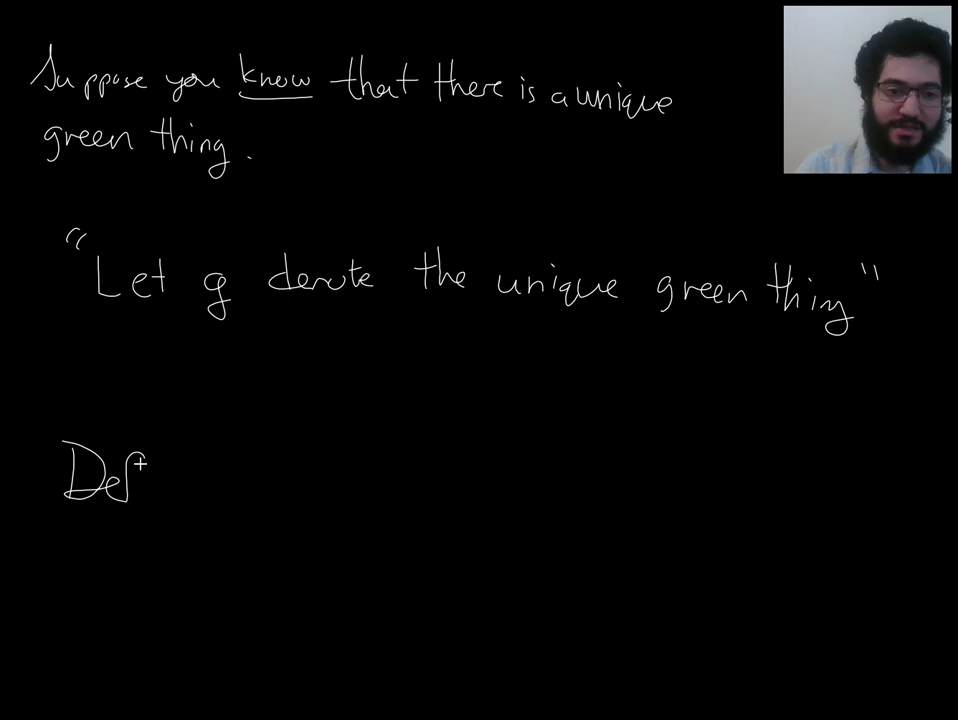 Suppose you know that there is a unique
green thing.
"Let g denote the unique green thing"
Def